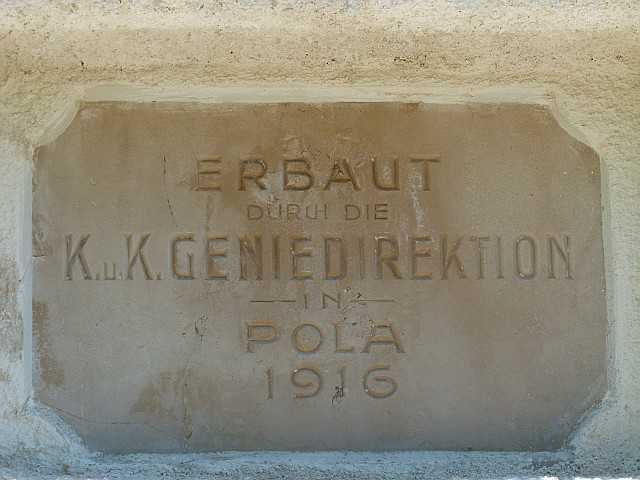 ERBAUT
DURCH DIE
K.u.K. GENIEDIREKTION
— IN —
POLA
1916